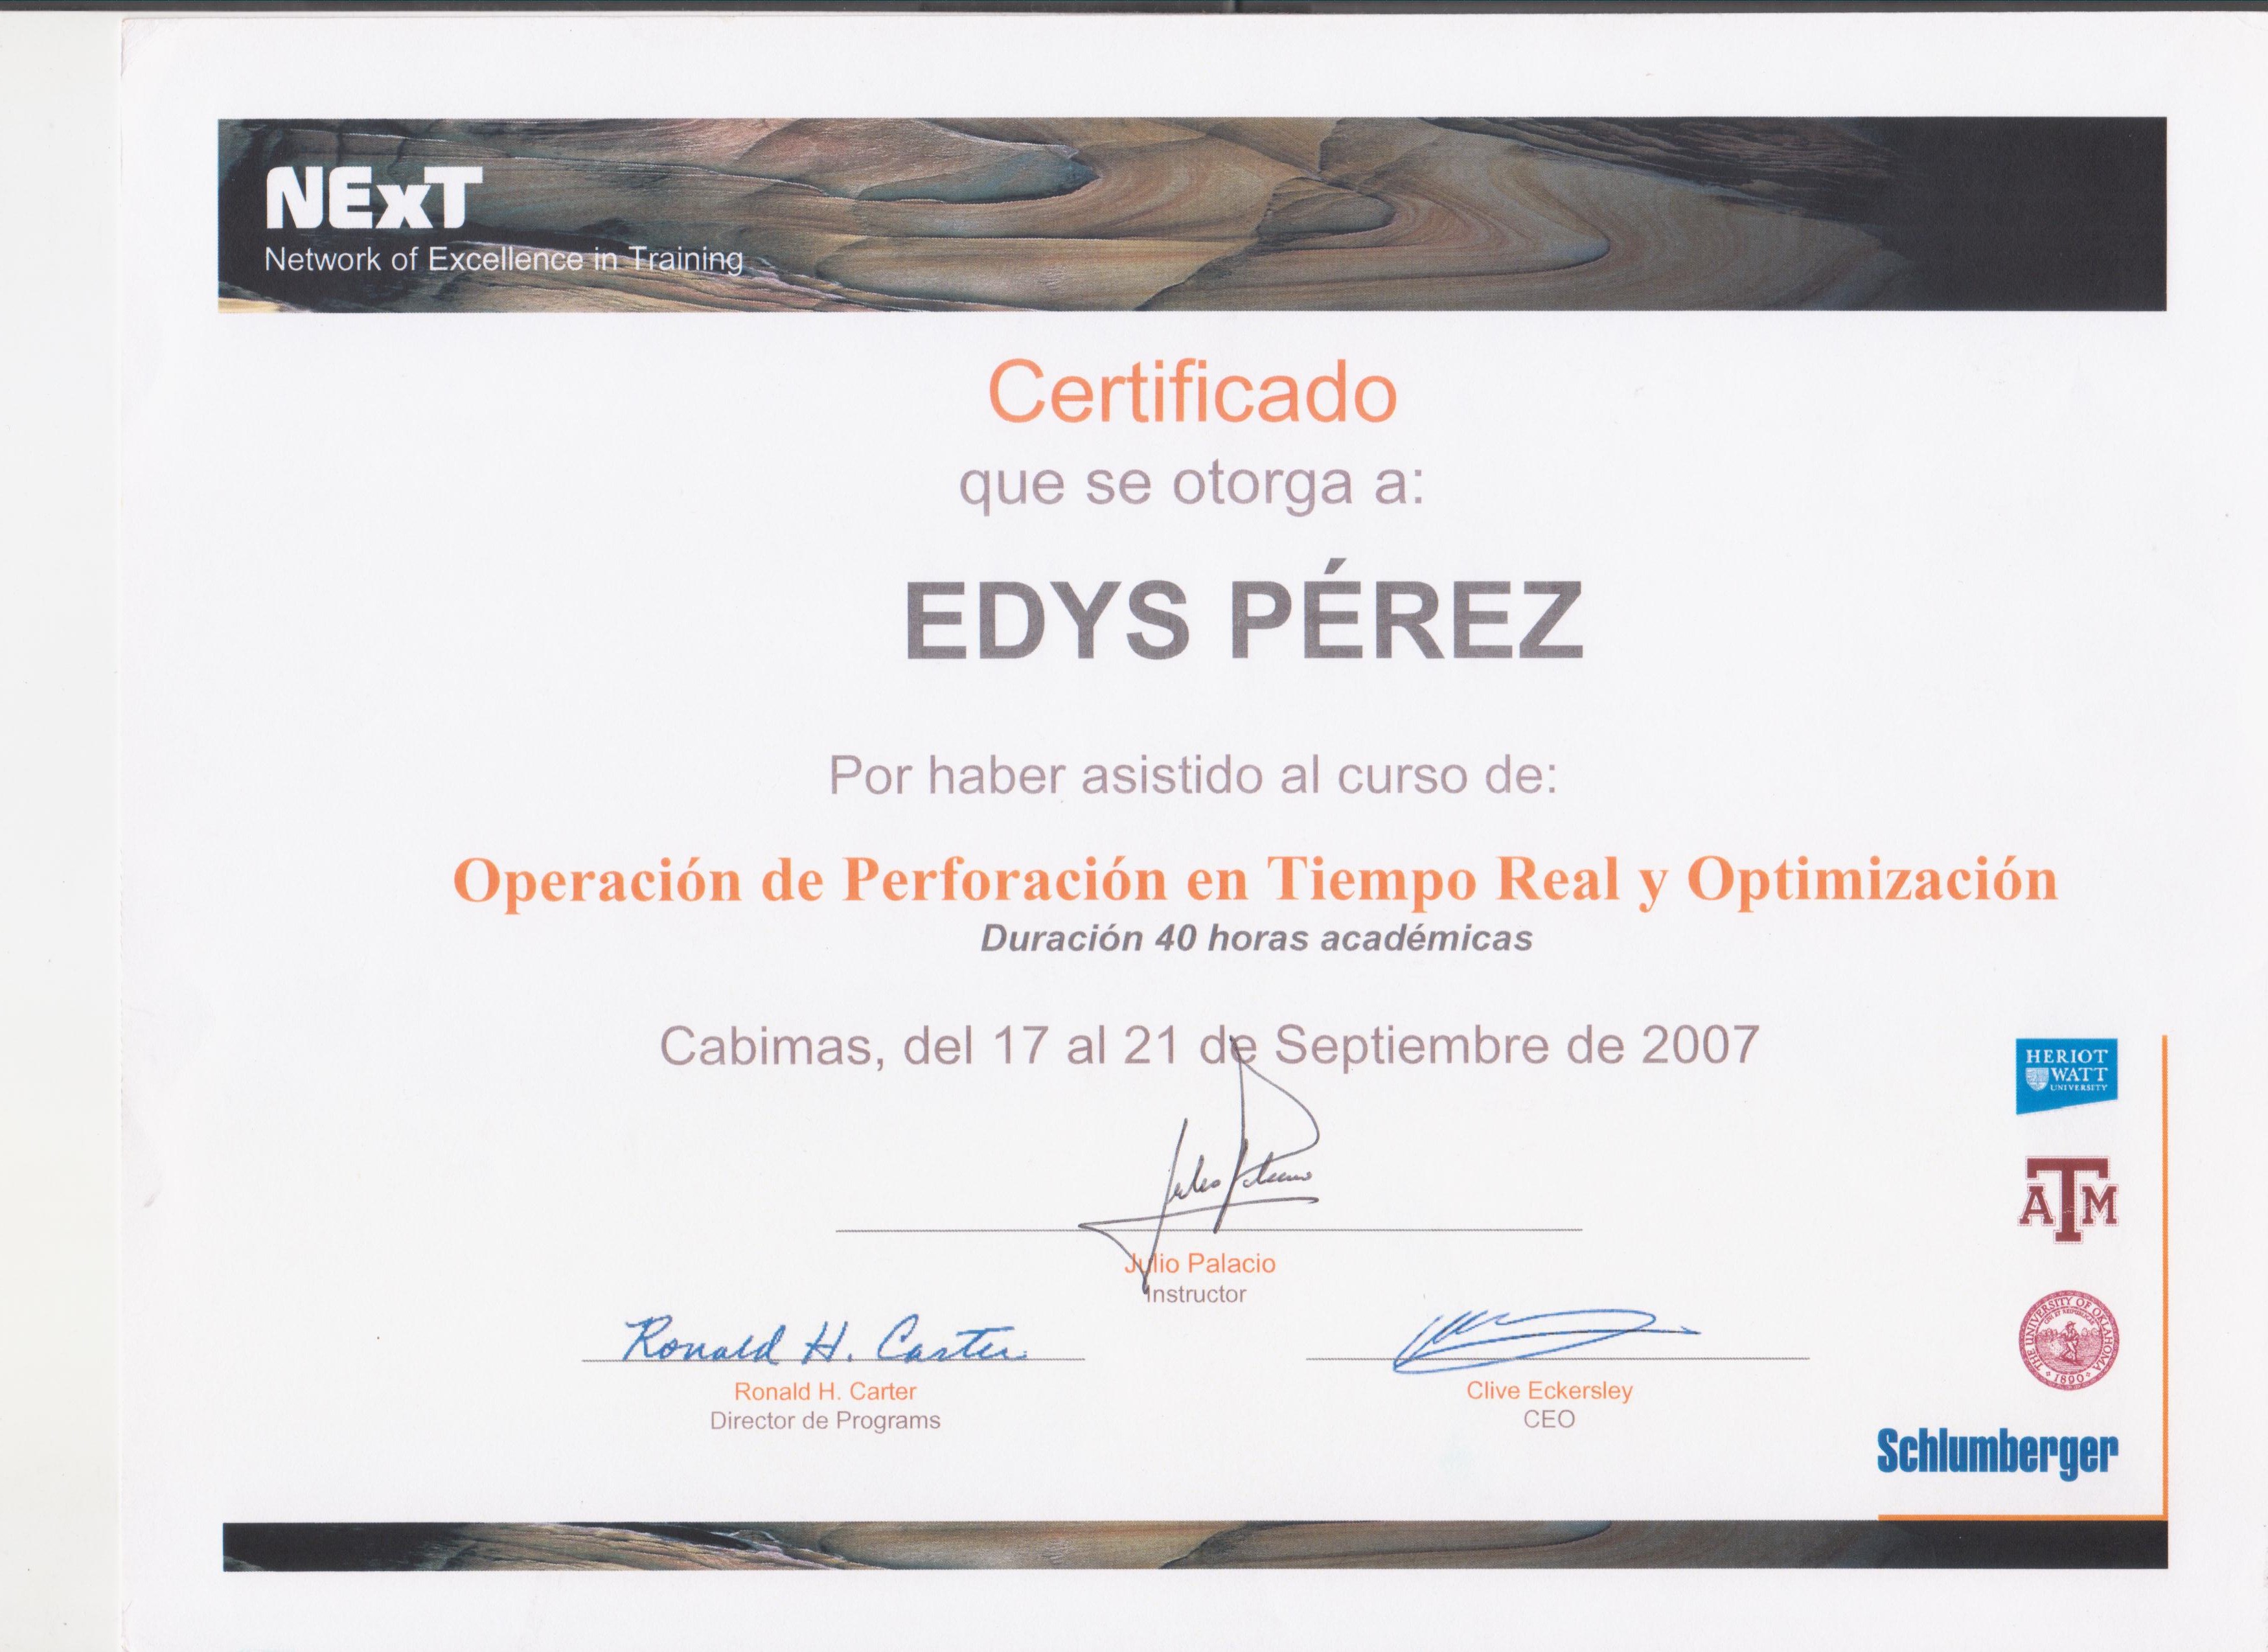 NExT
Network of Excellence in Training
Certificado
que se otorga a:
EDYS PÉREZ
Por haber asistido al curso de:
Operación de Perforación en Tiempo Real y Optimización
Duración 40 horas académicas
Cabimas, del 17 al 21 de Septiembre de 2007
Julio Palacio
Instructor
Ronald H. Carter
Ronald H. Carter
Director de Programs
Clive Eckersley
CEO
HERIOT
WATT
UNIVERSITY
ATM
THE UNIVERSITY OF OKLAHOMA
1890
Schlumberger